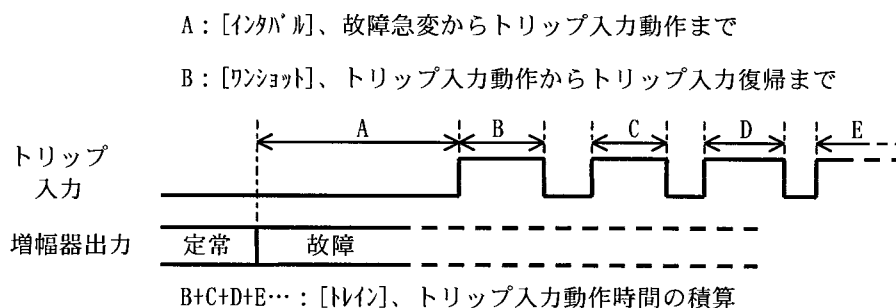 A：[ｲﾝﾀﾊﾞﾙ]、故障急変からトリップ入力動作まで
B：[ﾜﾝｼｮｯﾄ]、トリップ入力動作からトリップ入力復帰まで
A B C D E
トリップ
入力
増幅器出力 定常 故障
B+C+D+E…：[ﾄﾚｲﾝ]、トリップ入力動作時間の積算